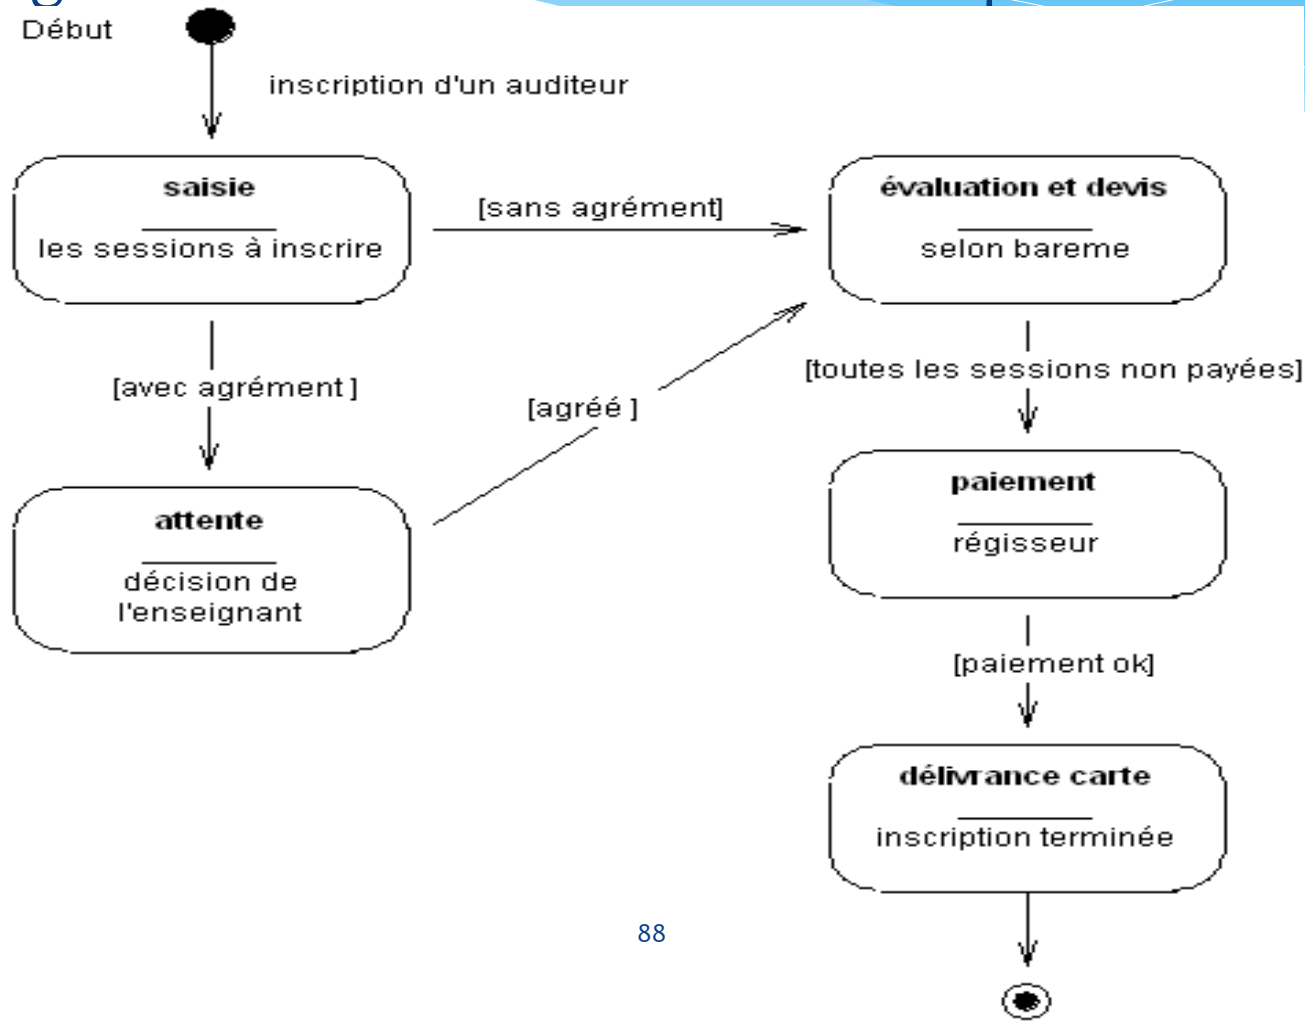 Début
inscription d'un auditeur
saisie
les sessions à inscrire
[sans agrément]
évaluation et devis
selon bareme
[avec agrément ]
[agréé ]
[toutes les sessions non payées]
attente
décision de
l'enseignant
paiement
régisseur
[paiement ok]
délivrance carte
inscription terminée
88